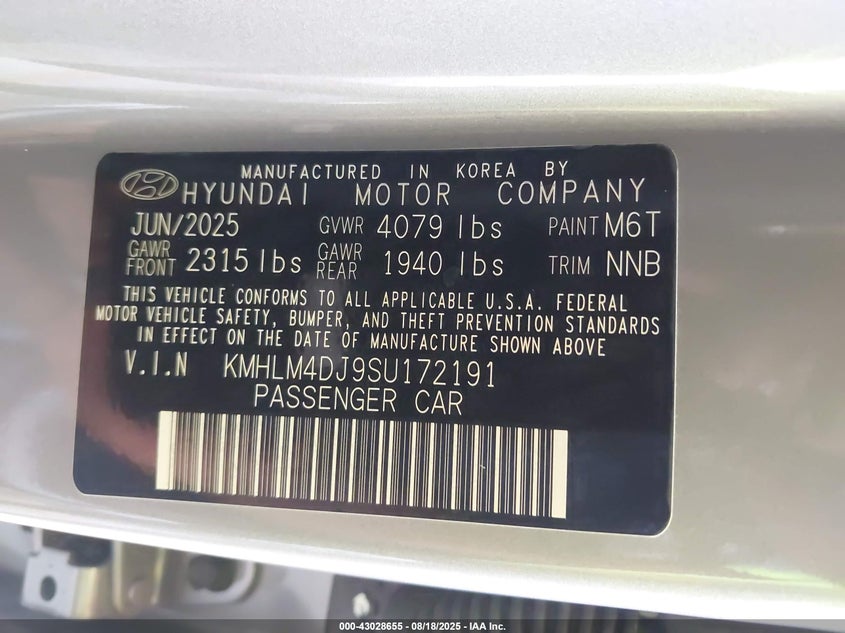 MANUFACTURED IN KOREA BY
HYUNDAI MOTOR COMPANY
JUN/2025 GVWR 4079 lbs PAINT M6T
GAWR FRONT 2315 lbs GAWR REAR 1940 lbs TRIM NNB
THIS VEHICLE CONFORMS TO ALL APPLICABLE U.S.A. FEDERAL
MOTOR VEHICLE SAFETY, BUMPER, AND THEFT PREVENTION STANDARDS
IN EFFECT ON THE DATE OF MANUFACTURE SHOWN ABOVE
V.I.N KMHLM4DJ9SU172191
PASSENGER CAR
000-43028655 - 08/18/2025 - IAA Inc.